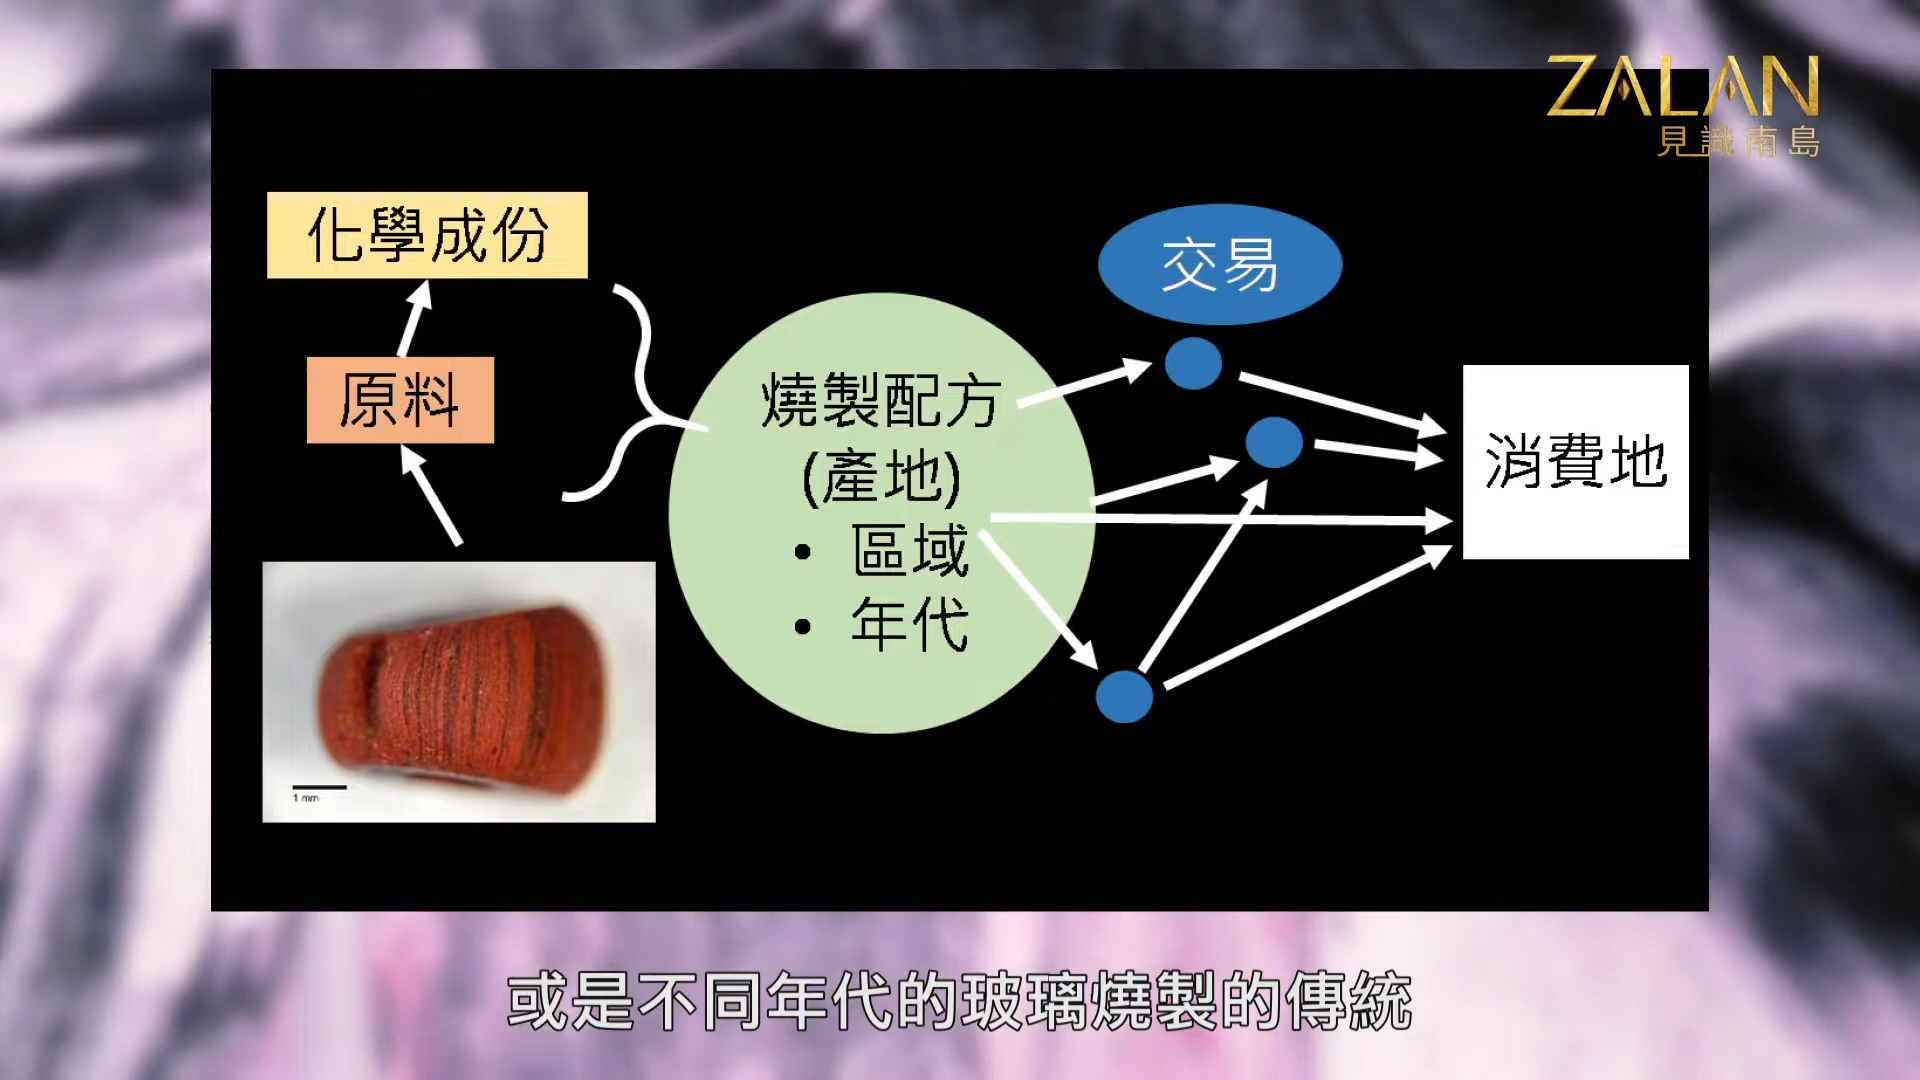 ZALAN
見識南島
化學成份
原料
1 mm
燒製配方
(產地)
• 區域
• 年代
交易
消費地
或是不同年代的玻璃燒製的傳統